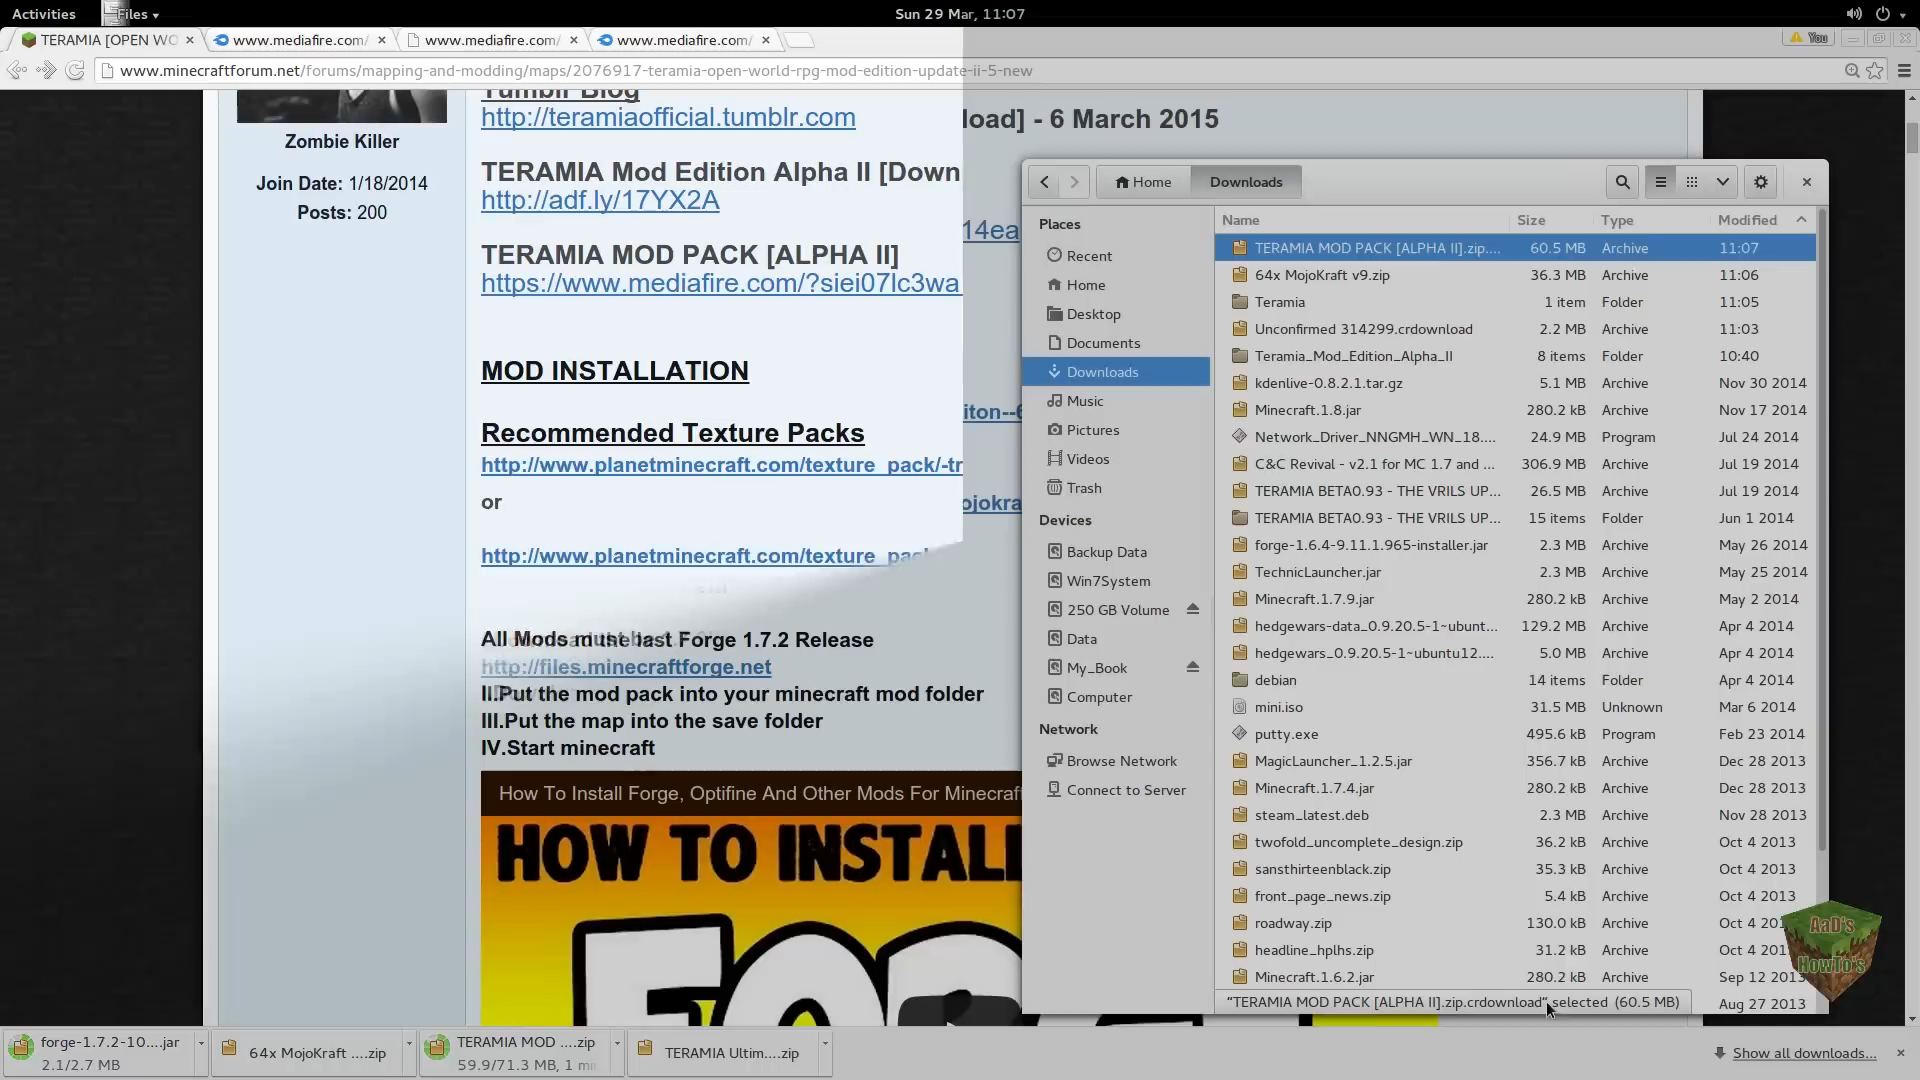 Activities
Files
Sun 29 Mar, 11:07
TERAMIA [OPEN WO
www.mediafire.com/
www.mediafire.com/
www.mediafire.com/
You
www.minecraftforum.net/forums/mapping-and-modding/maps/2076917-teramia-open-world-rpg-mod-edition-update-ii-5-new
Zombie Killer
Join Date: 1/18/2014
Posts: 200
Tumblr Blog
http://teramiaofficial.tumblr.com
load] - 6 March 2015
TERAMIA Mod Edition Alpha II [Down
http://adf.ly/17YX2A
14ea
TERAMIA MOD PACK [ALPHA II]
https://www.mediafire.com/?siei07lc3wa
MOD INSTALLATION
iton--6
Recommended Texture Packs
http://www.planetminecraft.com/texture_pack/-tr
or
ojokra
http://www.planetminecraft.com/texture_pac
All Mods must
Forge 1.7.2 Release
http://files.minecraftforge.net
II.Put the mod pack into your minecraft mod folder
III.Put the map into the save folder
IV.Start minecraft
How To Install Forge, Optifine And Other Mods For Minecraft
HOW TO INSTALL
FOR
Home
Downloads
Places
Recent
Home
Desktop
Documents
Downloads
Music
Pictures
Videos
Trash
Devices
Backup Data
Win7System
250 GB Volume
Data
My_Book
Computer
Network
Browse Network
Connect to Server
Name Size Type Modified
TERAMIA MOD PACK [ALPHA II].zip.... 60.5 MB Archive 11:07
64x MojoKraft v9.zip 36.3 MB Archive 11:06
Teramia 1 item Folder 11:05
Unconfirmed 314299.crdownload 2.2 MB Archive 11:03
Teramia_Mod_Edition_Alpha_II 8 items Folder 10:40
kdenlive-0.8.2.1.tar.gz 5.1 MB Archive Nov 30 2014
Minecraft.1.8.jar 280.2 kB Archive Nov 17 2014
Network_Driver_NNGMH_WN_18.... 24.9 MB Program Jul 24 2014
C&C Revival - v2.1 for MC 1.7 and ... 306.9 MB Archive Jul 19 2014
TERAMIA BETA0.93 - THE VRILS UP... 26.5 MB Archive Jul 19 2014
TERAMIA BETA0.93 - THE VRILS UP... 15 items Folder Jun 1 2014
forge-1.6.4-9.11.1.965-installer.jar 2.3 MB Archive May 26 2014
TechnicLauncher.jar 2.3 MB Archive May 25 2014
Minecraft.1.7.9.jar 280.2 kB Archive May 2 2014
hedgewars-data_0.9.20.5-1~ubunt... 129.2 MB Archive Apr 4 2014
hedgewars_0.9.20.5-1~ubuntu12.... 5.0 MB Archive Apr 4 2014
debian 14 items Folder Apr 4 2014
mini.iso 31.5 MB Unknown Mar 6 2014
putty.exe 495.6 kB Program Feb 23 2014
MagicLauncher_1.2.5.jar 356.7 kB Archive Dec 28 2013
Minecraft.1.7.4.jar 280.2 kB Archive Dec 28 2013
steam_latest.deb 2.3 MB Archive Nov 28 2013
twofold_uncomplete_design.zip 36.2 kB Archive Oct 4 2013
sansthirteenblack.zip 35.3 kB Archive Oct 4 2013
front_page_news.zip 5.4 kB Archive Oct 4 2013
roadway.zip 130.0 kB Archive Oct 4 201
headline_hplhs.zip 31.2 kB Archive Oct 4 201
Minecraft.1.6.2.jar 280.2 kB Archive Sep 12 2013
Aug 27 2013
"TERAMIA MOD PACK [ALPHA II].zip.crdownload" selected (60.5 MB)
AaD's
HowTo's
forge-1.7.2-10....jar
2.1/2.7 MB
64x MojoKraft ....zip
TERAMIA MOD ....zip
59.9/71.3 MB, 1 min
TERAMIA Ultim....zip
Show all downloads...